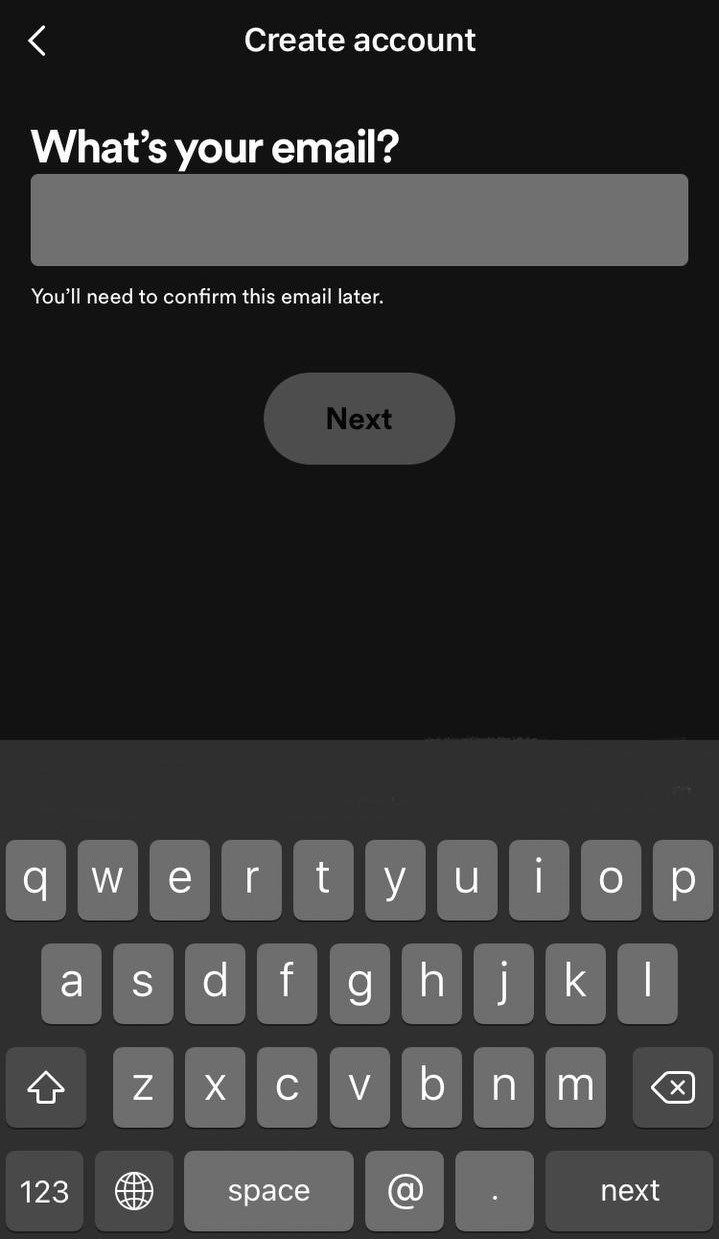 Create account
What’s your email?
You’ll need to confirm this email later.
Next
q w e r t y u i o p
a s d f g h j k l
z x c v b n m
123 space @ . next